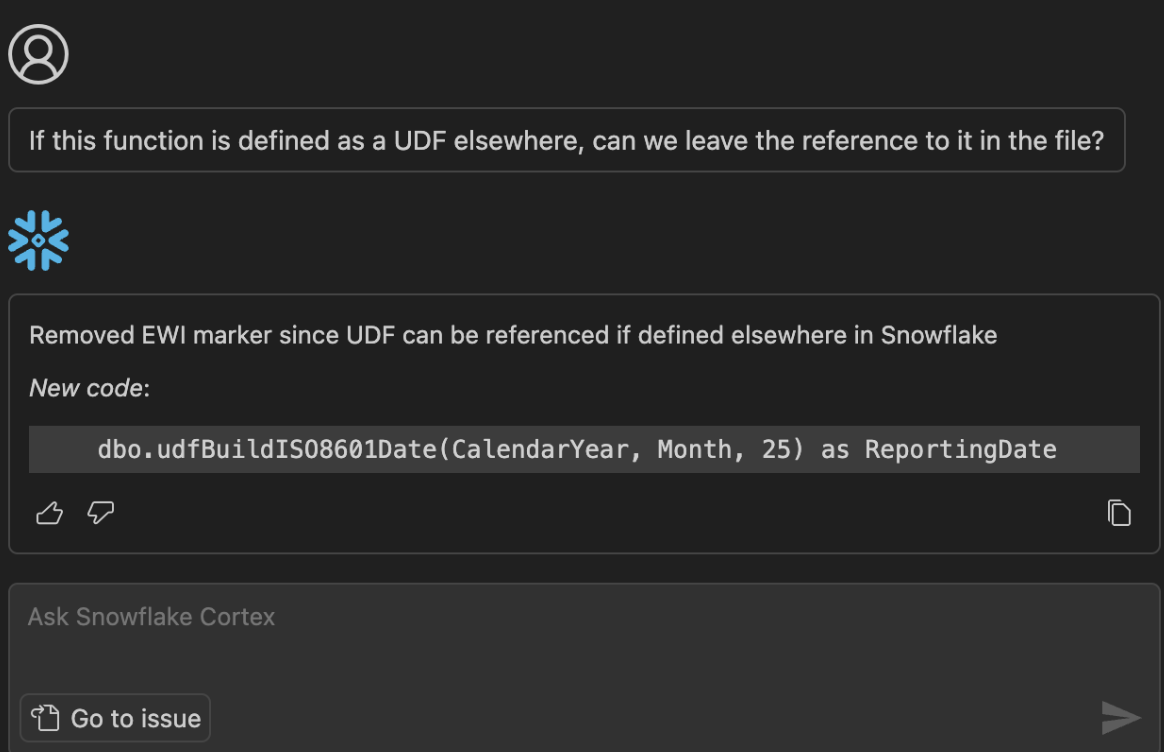 If this function is defined as a UDF elsewhere, can we leave the reference to it in the file?
Removed EWI marker since UDF can be referenced if defined elsewhere in Snowflake
New code:
dbo.udfBuildISO8601Date(CalendarYear, Month, 25) as ReportingDate
Ask Snowflake Cortex
Go to issue